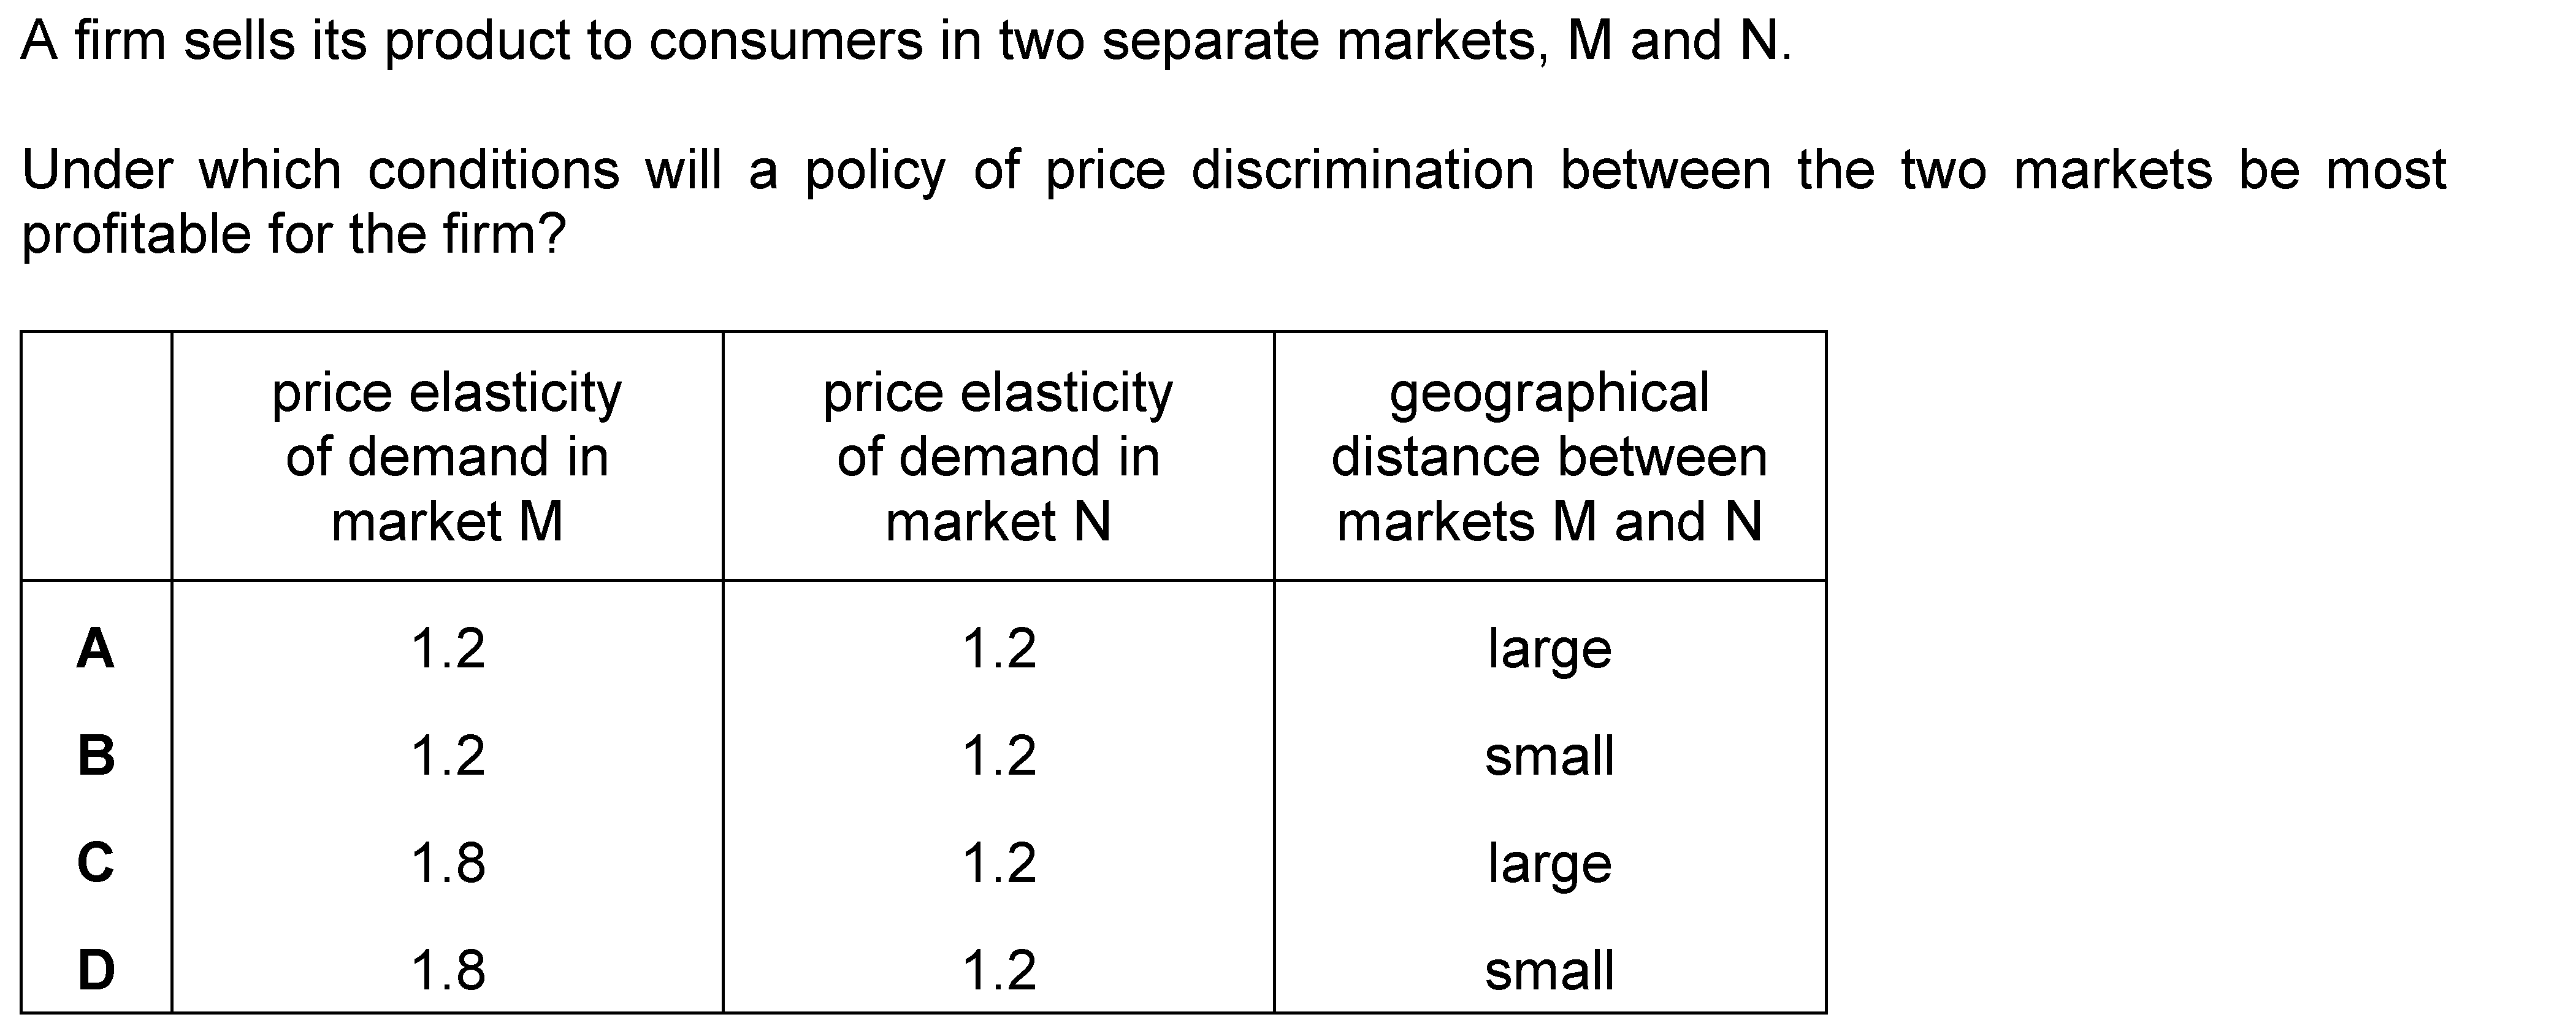 A firm sells its product to consumers in two separate markets, M and N.
Under which conditions will a policy of price discrimination between the two markets be most
profitable for the firm?
price elasticity of demand in market M
price elasticity of demand in market N
geographical distance between markets M and N
A 1.2 1.2 large
B 1.2 1.2 small
C 1.8 1.2 large
D 1.8 1.2 small